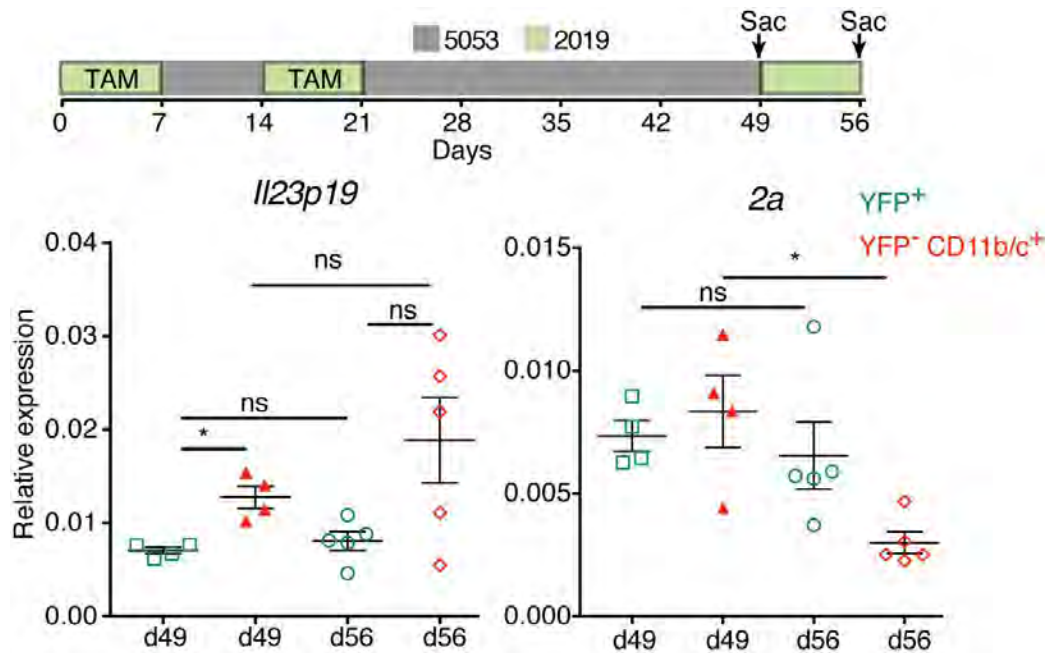 Sac Sac
5053 2019
TAM TAM
0 7 14 21 28 35 42 49 56
Days
Il23p19
2a
YFP+
YFP- CD11b/c+
0.04
0.03
0.02
0.01
0.00
Relative expression
ns
ns
ns
*
d49 d49 d56 d56
0.015
0.010
0.005
0.000
*
ns
d49 d49 d56 d56